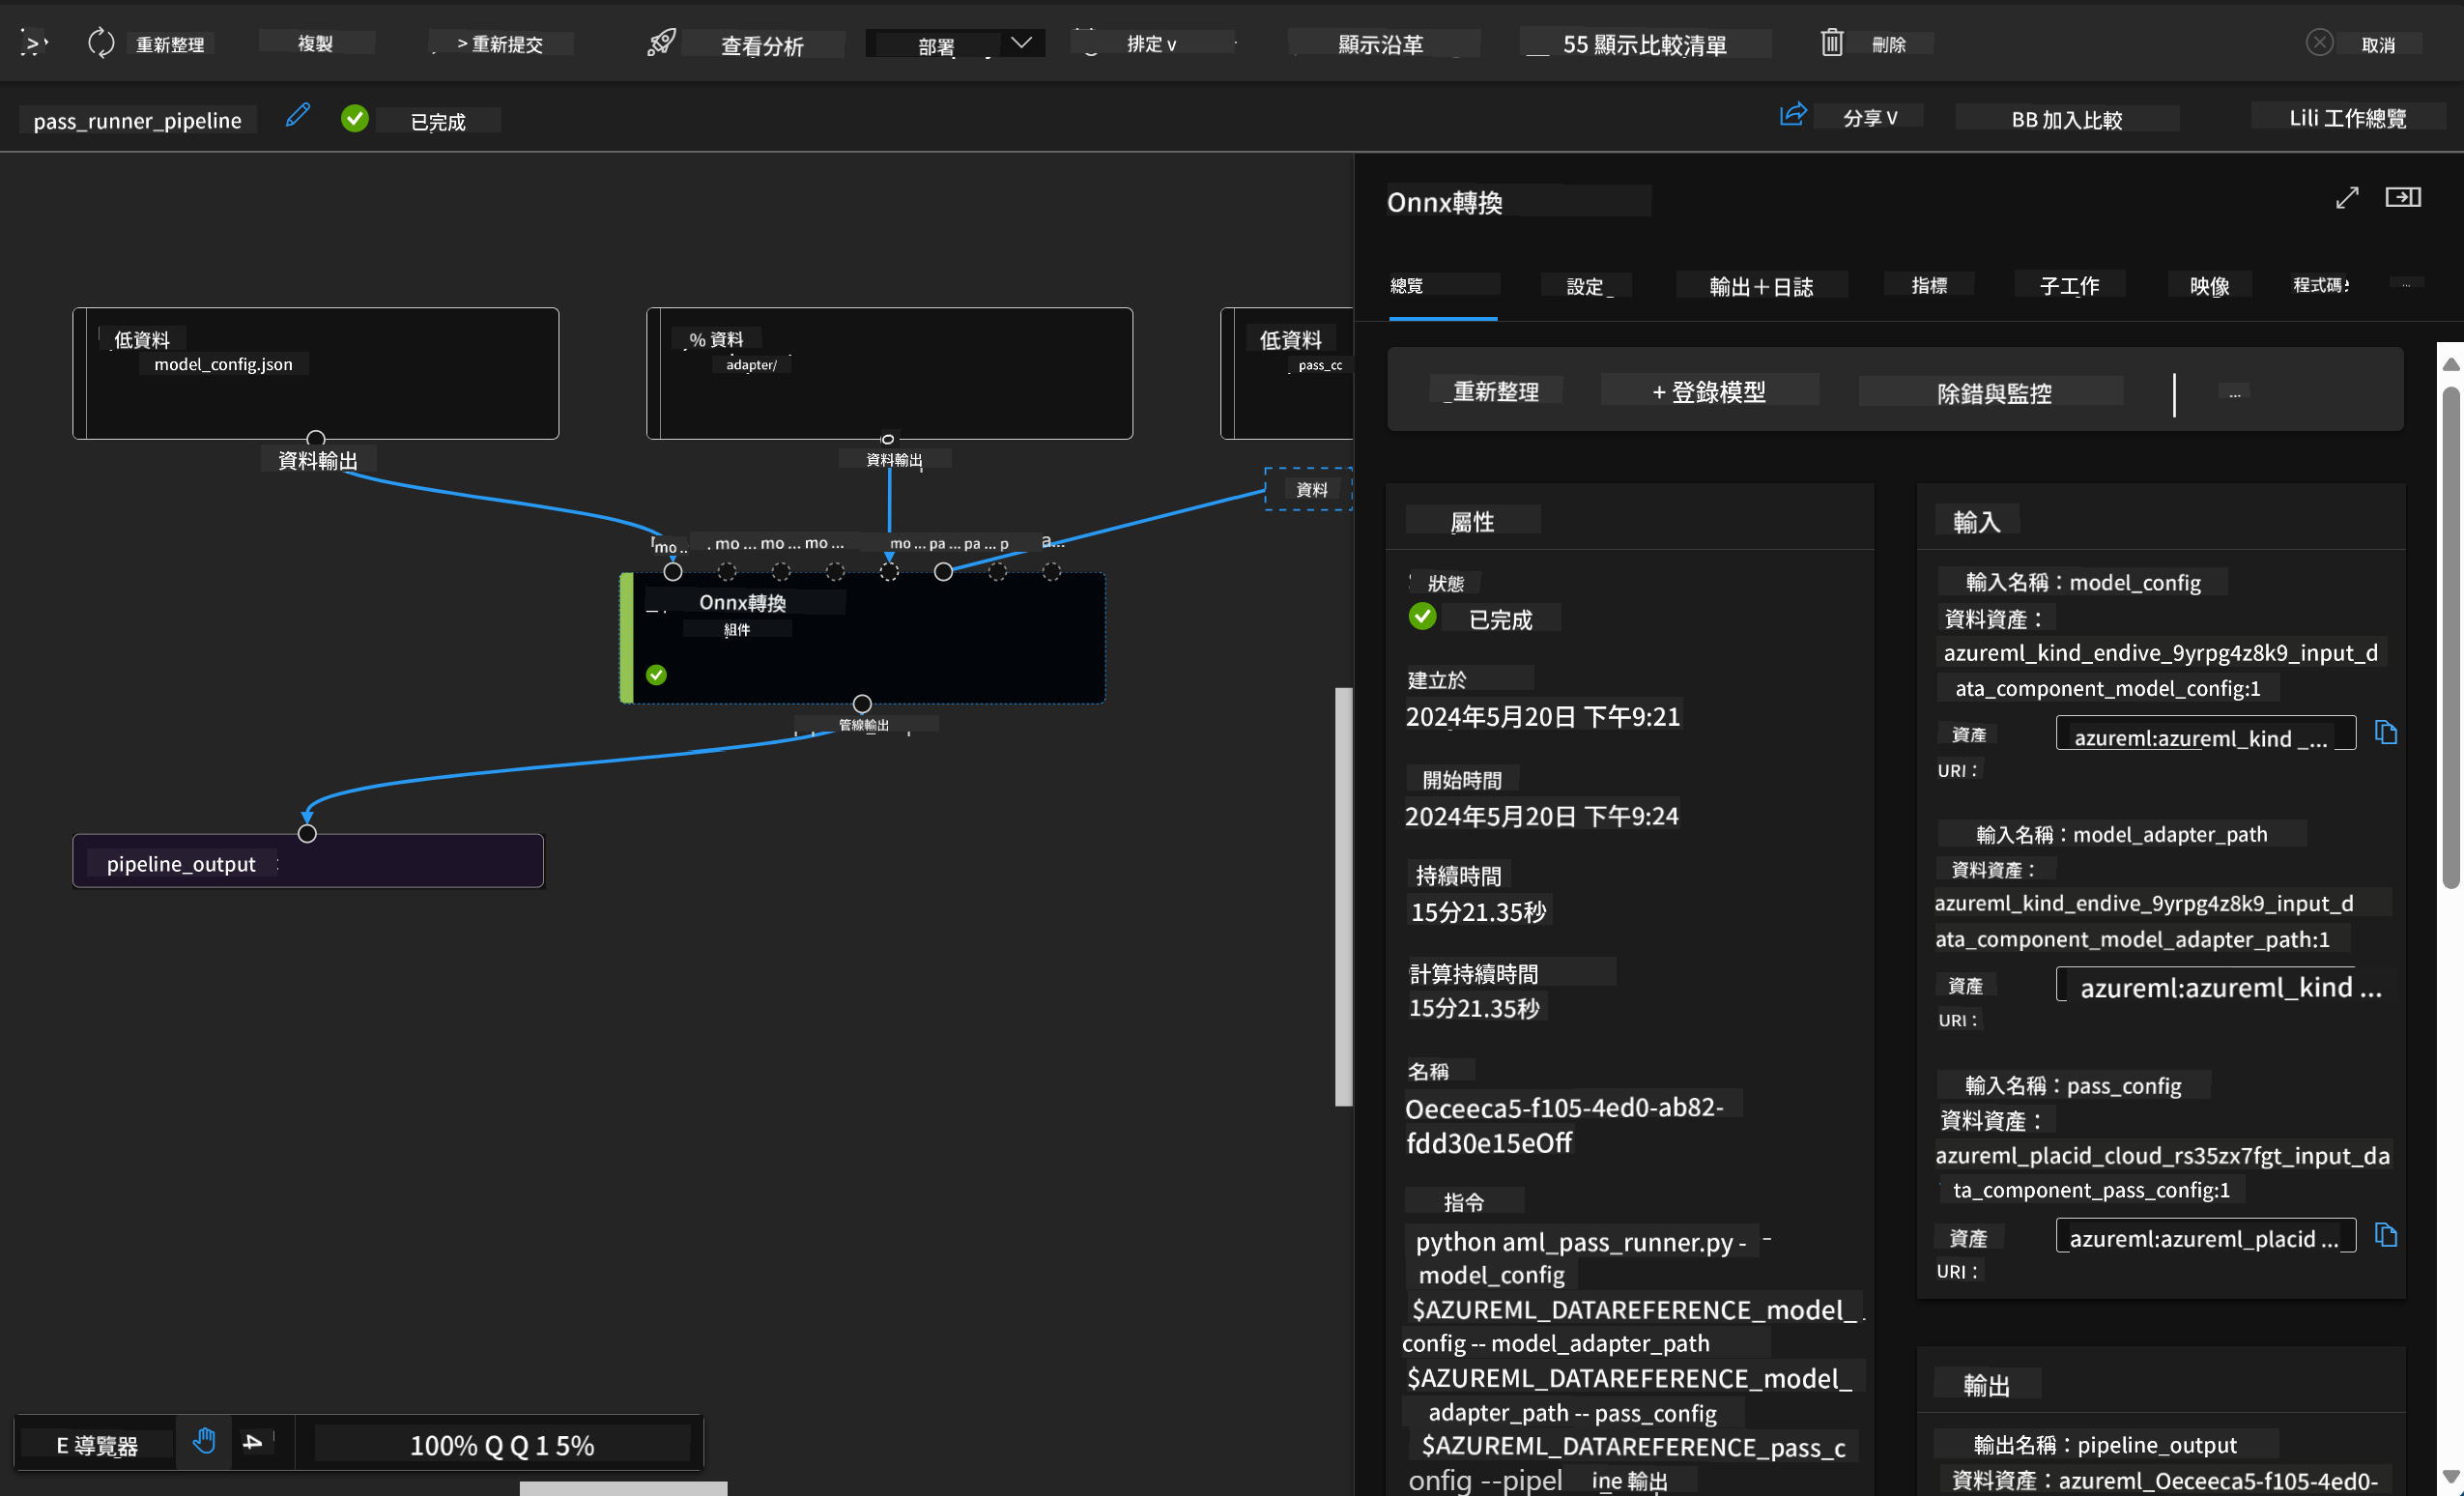 重新整理
複製
> 重新提交
查看分析
部署
排定 v
顯示沿革
55 顯示比較清單
刪除
取消
pass_runner_pipeline
已完成
分享 V
BB 加入比較
Lili 工作總覽
低資料
model_config.json
資料輸出
% 資料
adapter/
資料輸出
低資料
pass_cc
資料
mo ..
mo ... mo ... mo ...
mo ... pa ... pa ... p
a...
Onnx轉換
組件
管線輸出
pipeline_output
E 導覽器
100% Q Q 1 5%
Onnx轉換
總覽
設定
輸出＋日誌
指標
子工作
映像
程式碼
...
重新整理
+ 登錄模型
除錯與監控
...
屬性
狀態
已完成
建立於
2024年5月20日 下午9:21
開始時間
2024年5月20日 下午9:24
持續時間
15分21.35秒
計算持續時間
15分21.35秒
名稱
Oeceeca5-f105-4ed0-ab82-
fdd30e15eOff
指令
python aml_pass_runner.py -
model_config
$AZUREML_DATAREFERENCE_model_
config -- model_adapter_path
$AZUREML_DATAREFERENCE_model_
adapter_path -- pass_config
$AZUREML_DATAREFERENCE_pass_c
onfig --pipel ine 輸出
輸入
輸入名稱：model_config
資料資產：
azureml_kind_endive_9yrpg4z8k9_input_d
ata_component_model_config:1
資產
URI：
azureml:azureml_kind _...
輸入名稱：model_adapter_path
資料資產：
azureml_kind_endive_9yrpg4z8k9_input_d
ata_component_model_adapter_path:1
資產
URI：
azureml:azureml_kind ...
輸入名稱：pass_config
資料資產：
azureml_placid_cloud_rs35zx7fgt_input_da
ta_component_pass_config:1
資產
URI：
azureml:azureml_placid ...
輸出
輸出名稱：pipeline_output
資料資產：azureml_Oeceeca5-f105-4ed0-